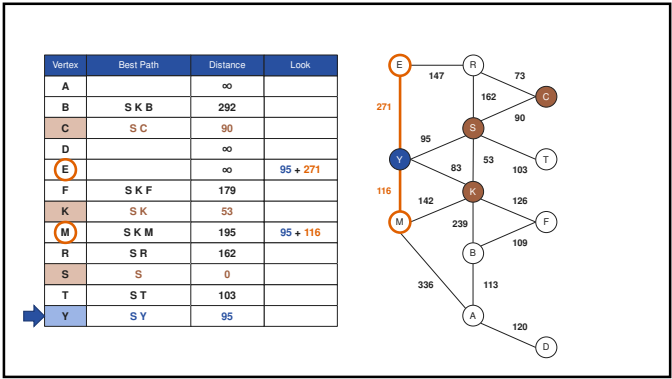 Vertex Best Path Distance Look
A ∞
B S K B 292
C S C 90
D ∞
E ∞ 95 + 271
F S K F 179
K S K 53
M S K M 195 95 + 116
R S R 162
S S 0
T S T 103
Y S Y 95
E R
147 73
C
271 162 90
S
95
Y T
83 53 103
K
116 142 126
M F
239 109
B
336 113
A
120
D